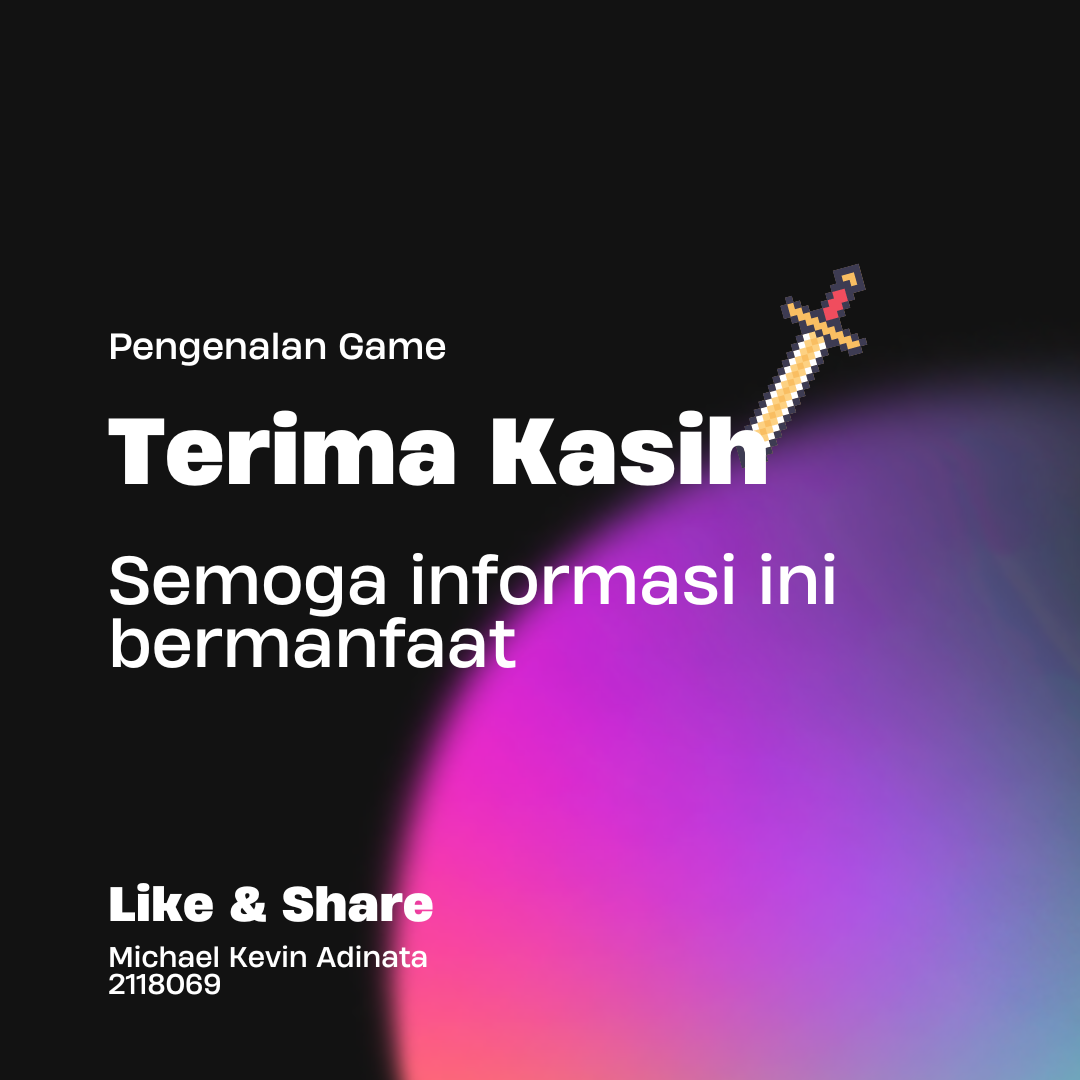 Pengenalan Game
Terima Kasih
Semoga informasi ini
bermanfaat
Like & Share
Michael Kevin Adinata
2118069